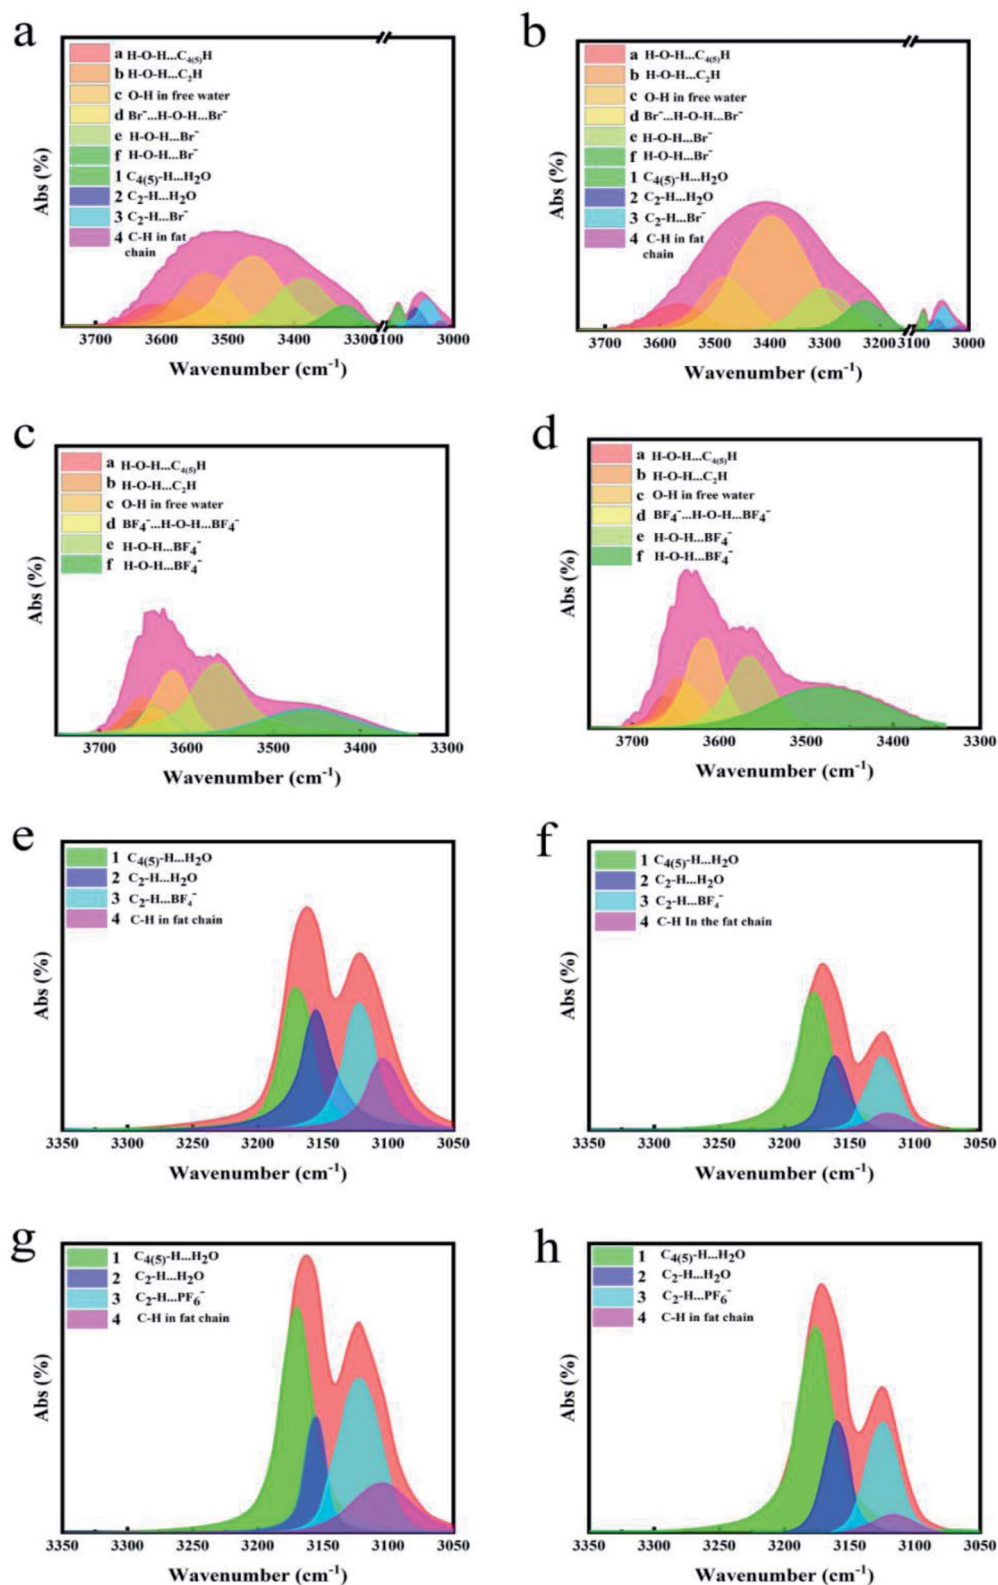 a
a H-O-H...C4(5)H
b H-O-H...C2H
c O-H in free water
d Br⁻...H-O-H...Br⁻
e H-O-H...Br⁻
f H-O-H...Br⁻
1 C4(5)-H...H2O
2 C2-H...H2O
3 C2-H...Br⁻
4 C-H in fat
chain
Abs (%)
3700 3600 3500 3400 3300 3100 3000
Wavenumber (cm-1)
b
a H-O-H...C4(5)H
b H-O-H...C2H
c O-H in free water
d Br⁻...H-O-H...Br⁻
e H-O-H...Br⁻
f H-O-H...Br⁻
1 C4(5)-H...H2O
2 C2-H...H2O
3 C2-H...Br⁻
4 C-H in fat
chain
Abs (%)
3700 3600 3500 3400 3300 3200 3100 3000
Wavenumber (cm-1)
c
a H-O-H...C4(5)H
b H-O-H...C2H
c O-H in free water
d BF4⁻...H-O-H...BF4⁻
e H-O-H...BF4⁻
f H-O-H...BF4⁻
Abs (%)
3700 3600 3500 3400 3300
Wavenumber (cm-1)
d
a H-O-H...C4(5)H
b H-O-H...C2H
c O-H in free water
d BF4⁻...H-O-H...BF4⁻
e H-O-H...BF4⁻
f H-O-H...BF4⁻
Abs (%)
3700 3600 3500 3400 3300
Wavenumber (cm-1)
e
1 C4(5)-H...H2O
2 C2-H...H2O
3 C2-H...BF4⁻
4 C-H in fat chain
Abs (%)
3350 3300 3250 3200 3150 3100 3050
Wavenumber (cm-1)
f
1 C4(5)-H...H2O
2 C2-H...H2O
3 C2-H...BF4⁻
4 C-H In the fat chain
Abs (%)
3350 3300 3250 3200 3150 3100 3050
Wavenumber (cm-1)
g
1 C4(5)-H...H2O
2 C2-H...H2O
3 C2-H...PF6⁻
4 C-H in fat chain
Abs (%)
3350 3300 3250 3200 3150 3100 3050
Wavenumber (cm-1)
h
1 C4(5)-H...H2O
2 C2-H...H2O
3 C2-H...PF6⁻
4 C-H in fat chain
Abs (%)
3350 3300 3250 3200 3150 3100 3050
Wavenumber (cm-1)